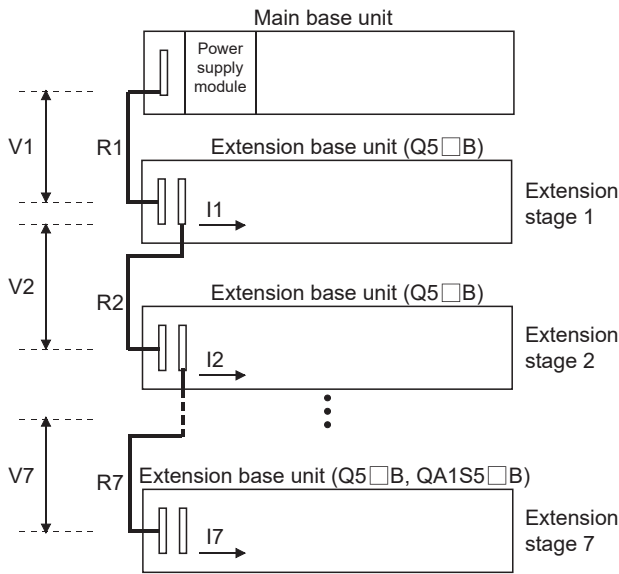 Main base unit
Power
supply
module
V1
R1
Extension base unit (Q5□B)
I1
Extension
stage 1
V2
R2
Extension base unit (Q5□B)
I2
Extension
stage 2
V7
R7
Extension base unit (Q5□B, QA1S5□B)
I7
Extension
stage 7